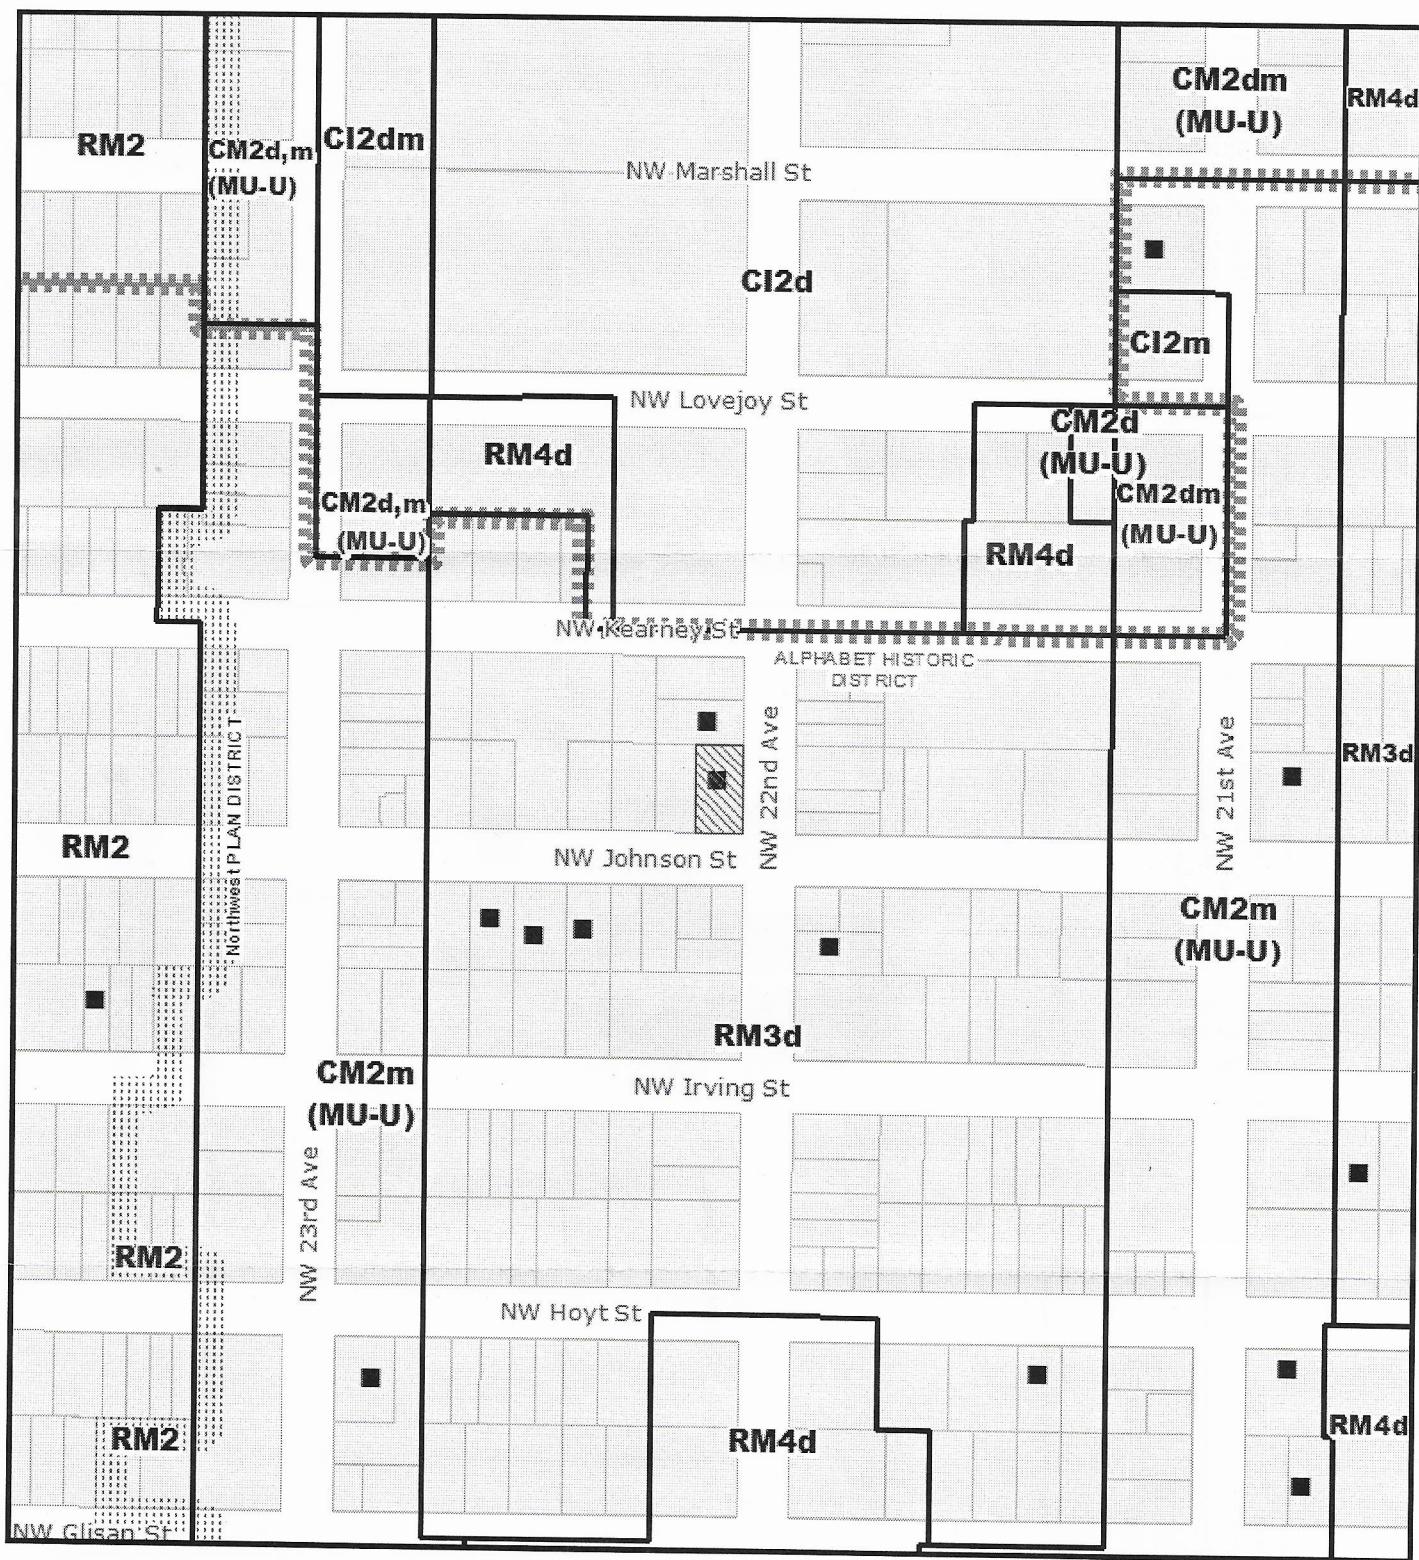 CM2dm
(MU-U)
RM4d
RM2
CM2d,m
(MU-U)
CI2dm
NW Marshall St
CI2d
CI2m
NW Lovejoy St
RM4d
CM2d
(MU-U)
CM2d,m
(MU-U)
CM2dm
(MU-U)
RM4d
NW Kearney St
ALPHABET HISTORIC
DISTRICT
Northwest PLAN DISTRICT
NW 22nd Ave
NW 21st Ave
RM3d
RM2
NW Johnson St
CM2m
(MU-U)
RM3d
CM2m
(MU-U)
NW Irving St
NW 23rd Ave
RM2
NW Hoyt St
RM2
RM4d
RM4d
NW Glisan St